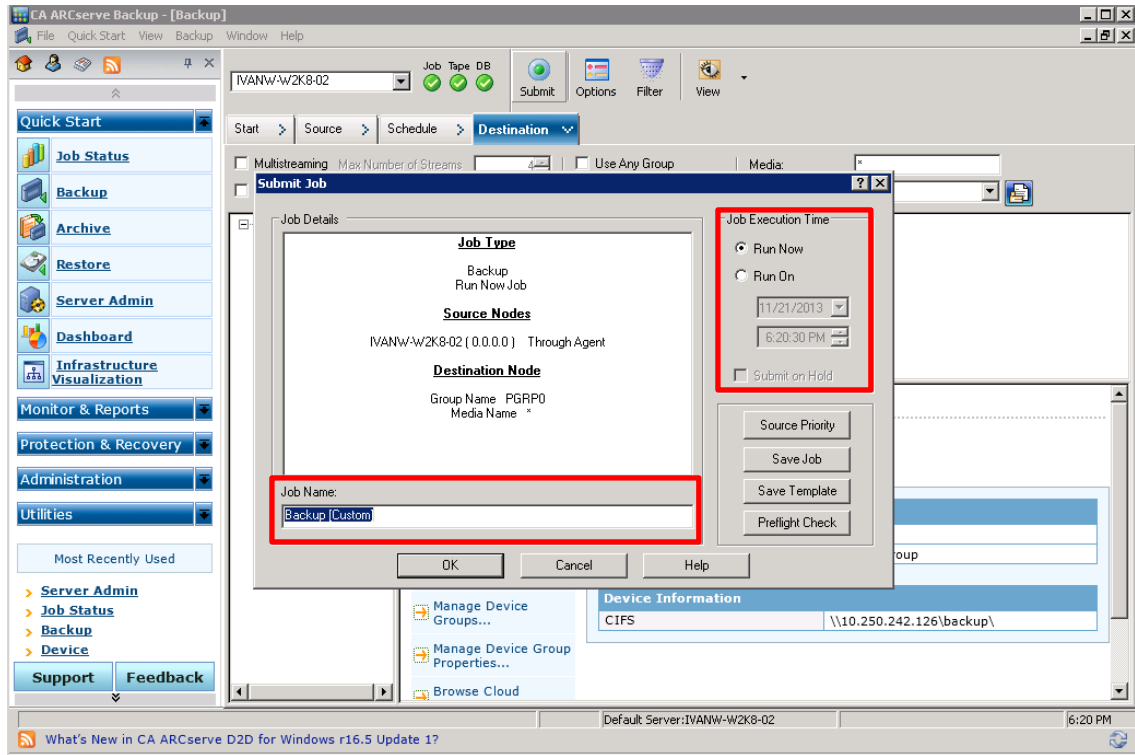 CA ARCserve Backup - [Backup]
File Quick Start View Backup Window Help
IVANW-W2K8-02
Job Tape DB
Submit
Options
Filter
View
Quick Start
Job Status
Backup
Archive
Restore
Server Admin
Dashboard
Infrastructure
Visualization
Monitor & Reports
Protection & Recovery
Administration
Utilities
Most Recently Used
Server Admin
Job Status
Backup
Device
Support
Feedback
Start
Source
Schedule
Destination
Multistreaming Max Number of Streams 4
Use Any Group
Media: *
Submit Job
Job Details
Job Type
Backup
Run Now Job
Source Nodes
IVANW-W2K8-02 ( 0.0.0.0 ) Through Agent
Destination Node
Group Name PGRP0
Media Name *
Job Name:
Backup [Custom]
Job Execution Time
Run Now
Run On
11/21/2013
6:20:30 PM
Submit on Hold
Source Priority
Save Job
Save Template
Preflight Check
OK
Cancel
Help
Manage Device
Groups...
Manage Device Group
Properties...
Browse Cloud
Device Information
CIFS
\\10.250.242.126\backup\
Default Server:IVANW-W2K8-02
6:20 PM
What's New in CA ARCserve D2D for Windows r16.5 Update 1?